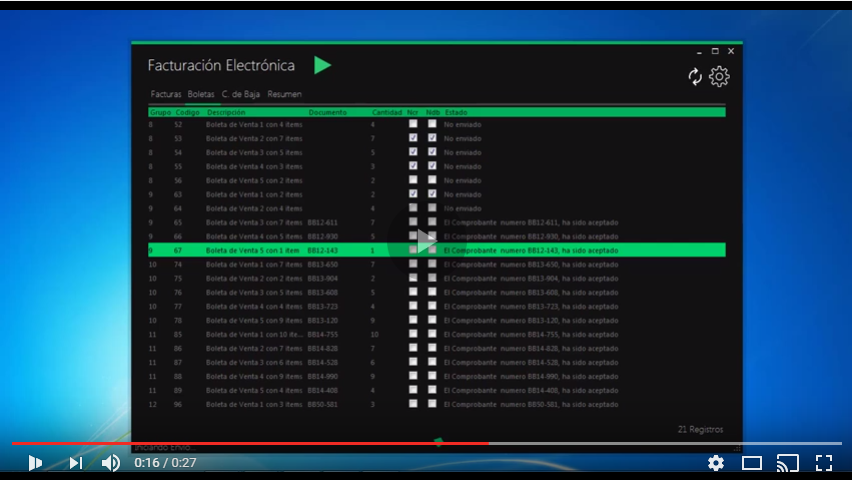 Facturación Electrónica
Facturas Boletas C. de Baja Resumen
Grupo Codigo Descripción Documento Cantidad Ncr Ndb Estado
8 52 Boleta de Venta 1 con 4 items 4 No enviado
8 53 Boleta de Venta 2 con 7 items 7 No enviado
8 54 Boleta de Venta 3 con 5 items 5 No enviado
8 55 Boleta de Venta 4 con 3 items 3 No enviado
8 56 Boleta de Venta 5 con 2 items 2 No enviado
9 63 Boleta de Venta 1 con 2 items 2 No enviado
9 64 Boleta de Venta 2 con 4 items 4 No enviado
9 65 Boleta de Venta 3 con 7 items BB12-611 7 El Comprobante numero BB12-611, ha sido aceptado
9 66 Boleta de Venta 4 con 5 items BB12-930 5 El Comprobante numero BB12-930, ha sido aceptado
9 67 Boleta de Venta 5 con 1 item BB12-143 1 El Comprobante numero BB12-143, ha sido aceptado
10 74 Boleta de Venta 1 con 7 items BB13-650 7 El Comprobante numero BB13-650, ha sido aceptado
10 75 Boleta de Venta 2 con 2 items BB13-904 2 El Comprobante numero BB13-904, ha sido aceptado
10 76 Boleta de Venta 3 con 5 items BB13-608 5 El Comprobante numero BB13-608, ha sido aceptado
10 77 Boleta de Venta 4 con 4 items BB13-723 4 El Comprobante numero BB13-723, ha sido aceptado
10 78 Boleta de Venta 5 con 9 items BB13-120 9 El Comprobante numero BB13-120, ha sido aceptado
11 85 Boleta de Venta 1 con 10 ite... BB14-755 10 El Comprobante numero BB14-755, ha sido aceptado
11 86 Boleta de Venta 2 con 7 items BB14-828 7 El Comprobante numero BB14-828, ha sido aceptado
11 87 Boleta de Venta 3 con 6 items BB14-528 6 El Comprobante numero BB14-528, ha sido aceptado
11 88 Boleta de Venta 4 con 9 items BB14-990 9 El Comprobante numero BB14-990, ha sido aceptado
11 89 Boleta de Venta 5 con 4 items BB14-408 4 El Comprobante numero BB14-408, ha sido aceptado
12 96 Boleta de Venta 1 con 3 items BB50-581 3 El Comprobante numero BB50-581, ha sido aceptado
21 Registros
Iniciando Envío...
0:16 / 0:27